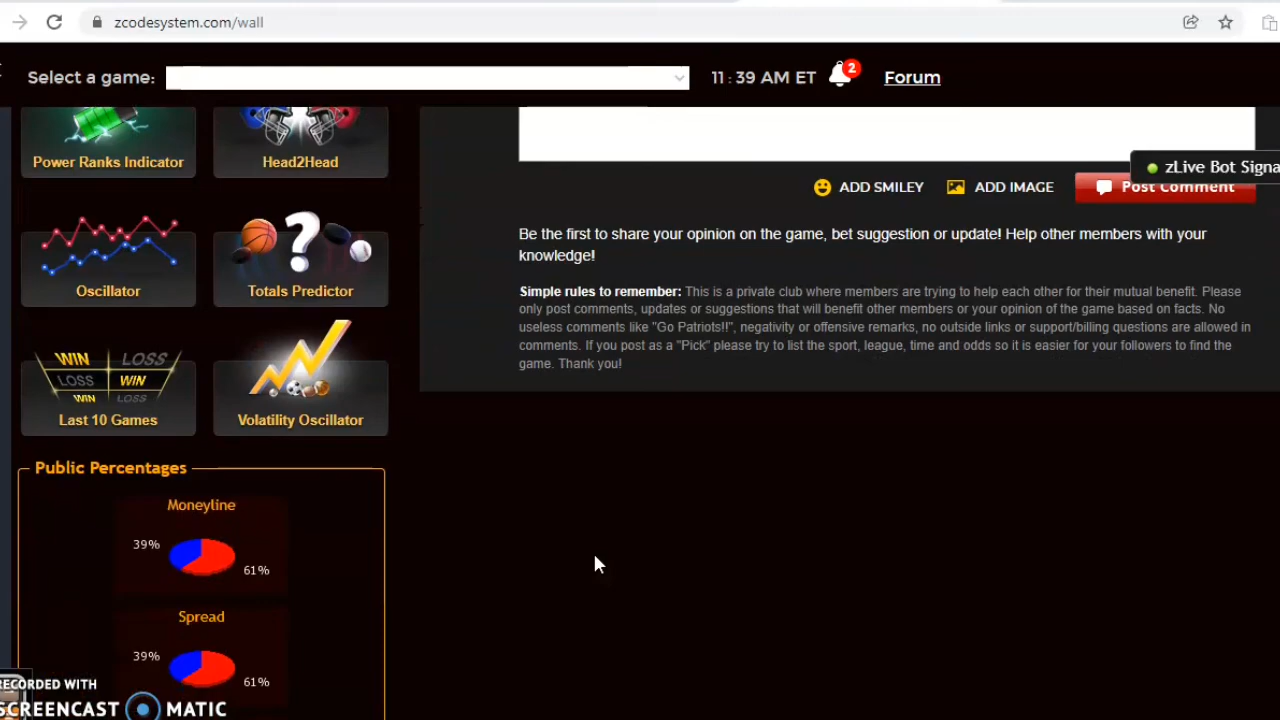 zcodesystem.com/wall
Select a game:
11:39 AM ET
2
Forum
Power Ranks Indicator
Head2Head
zLive Bot Signa
ADD SMILEY
ADD IMAGE
Post Comment
Be the first to share your opinion on the game, bet suggestion or update! Help other members with your
knowledge!
Oscillator
Totals Predictor
Simple rules to remember: This is a private club where members are trying to help each other for their mutual benefit. Please
only post comments, updates or suggestions that will benefit other members or your opinion of the game based on facts. No
useless comments like "Go Patriots!!", negativity or offensive remarks, no outside links or support/billing questions are allowed in
comments. If you post as a "Pick" please try to list the sport, league, time and odds so it is easier for your followers to find the
game. Thank you!
WIN LOSS
LOSS WIN
WIN LOSS
Last 10 Games
Volatility Oscillator
Public Percentages
Moneyline
39%
61%
Spread
39%
61%
RECORDED WITH
SCREENCAST MATIC